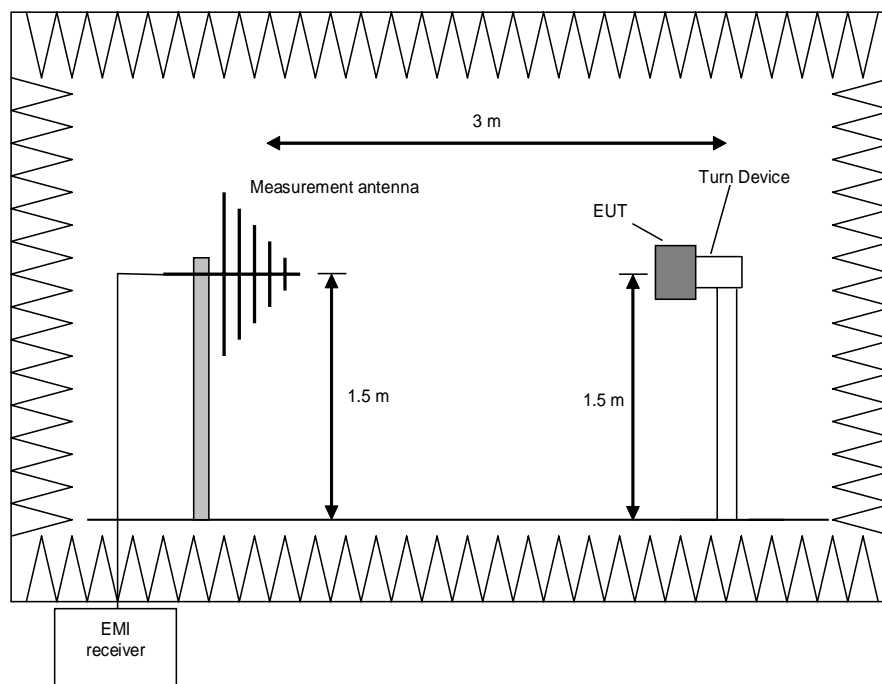 3 m
Measurement antenna
Turn Device
EUT
1.5 m
1.5 m
EMI
receiver